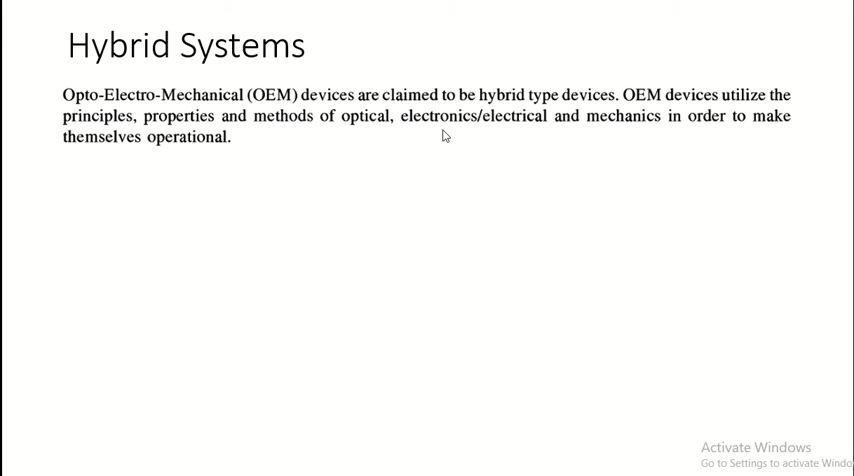 Hybrid Systems
Opto-Electro-Mechanical (OEM) devices are claimed to be hybrid type devices. OEM devices utilize the
principles, properties and methods of optical, electronics/electrical and mechanics in order to make
themselves operational.
Activate Windows
Go to Settings to activate Windo